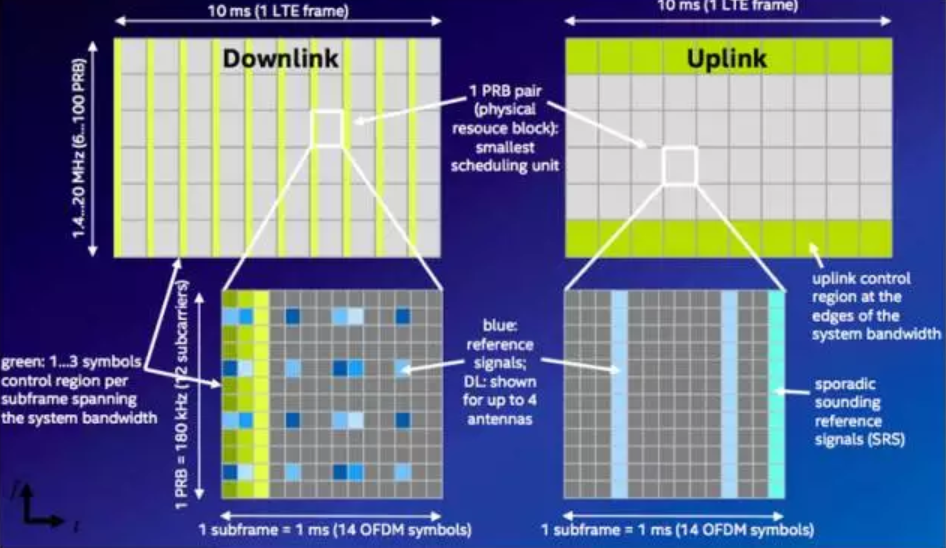 10 ms (1 LTE frame)
10 ms (1 LTE frame)
Downlink
Uplink
1.4...20 MHz (6...100 PRB)
1 PRB pair
(physical
resouce block):
smallest
scheduling unit
uplink control
region at the
edges of the
system bandwidth
1 PRB = 180 kHz (12 subcarriers)
green: 1...3 symbols
control region per
subframe spanning
the system bandwidth
blue:
reference
signals;
DL: shown
for up to 4
antennas
sporadic
sounding
reference
signals (SRS)
f
t
1 subframe = 1 ms (14 OFDM symbols)
1 subframe = 1 ms (14 OFDM symbols)